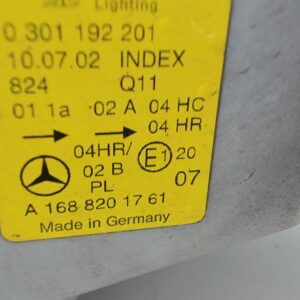 Lighting
0 301 192 201
10.07.02 INDEX
824 Q11
01 1a 02 A 04 HC
04 HR
04HR/ E1 20
02 B
PL 07
A 168 820 17 61
Made in Germany